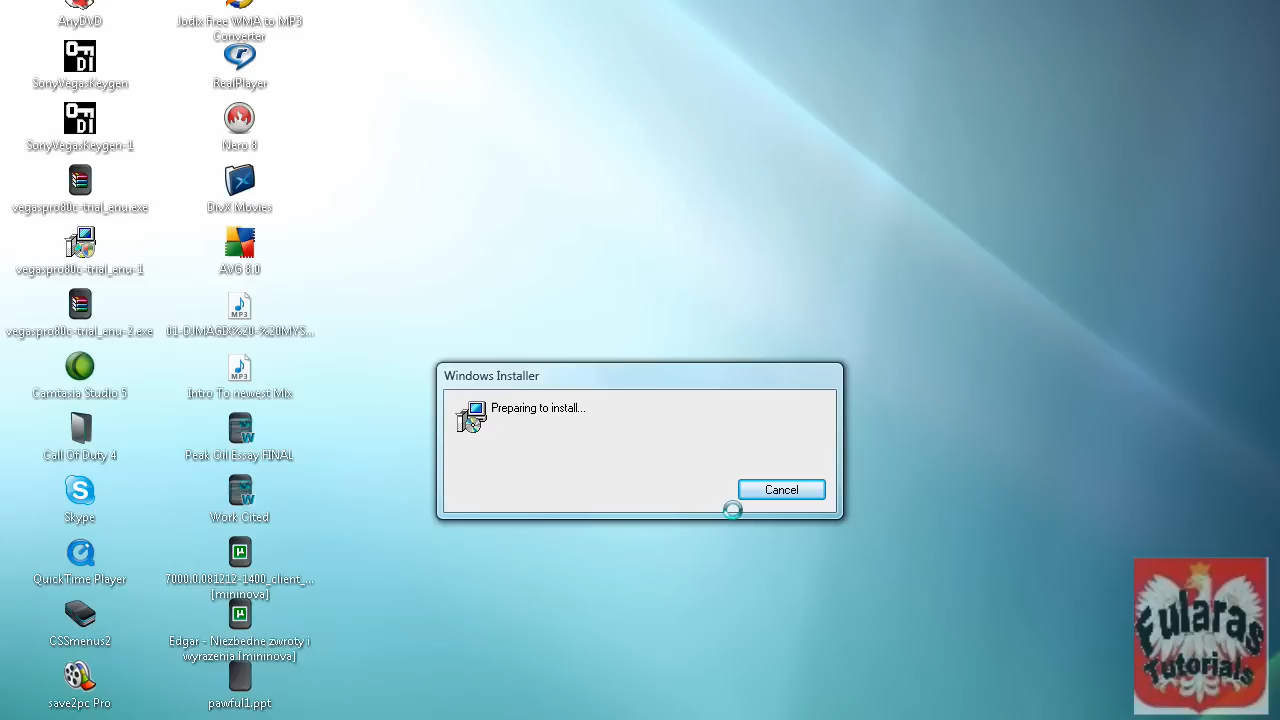 AnyDVD
Jodix Free WMA to MP3
Converter
SonyVegasKeygen
RealPlayer
SonyVegasKeygen-1
Nero 8
vegaspro80c-trial_enu.exe
DivX Movies
vegaspro80c-trial_enu-1
AVG 8.0
vegaspro80c-trial_enu-2.exe
MP3
01-DJMAGIX%20-%20MYS...
Camtasia Studio 5
MP3
Intro To newest Mix
Call Of Duty 4
Peak Oil Essay FINAL
Skype
Work Cited
QuickTime Player
7000.0.081212-1400_client_...
[mininova]
CSSmenus2
Edgar - Niezbedne zwroty i
wyrazenia [mininova]
save2pc Pro
pawful1.ppt
Windows Installer
Preparing to install...
Cancel
Fularas
Tutorials